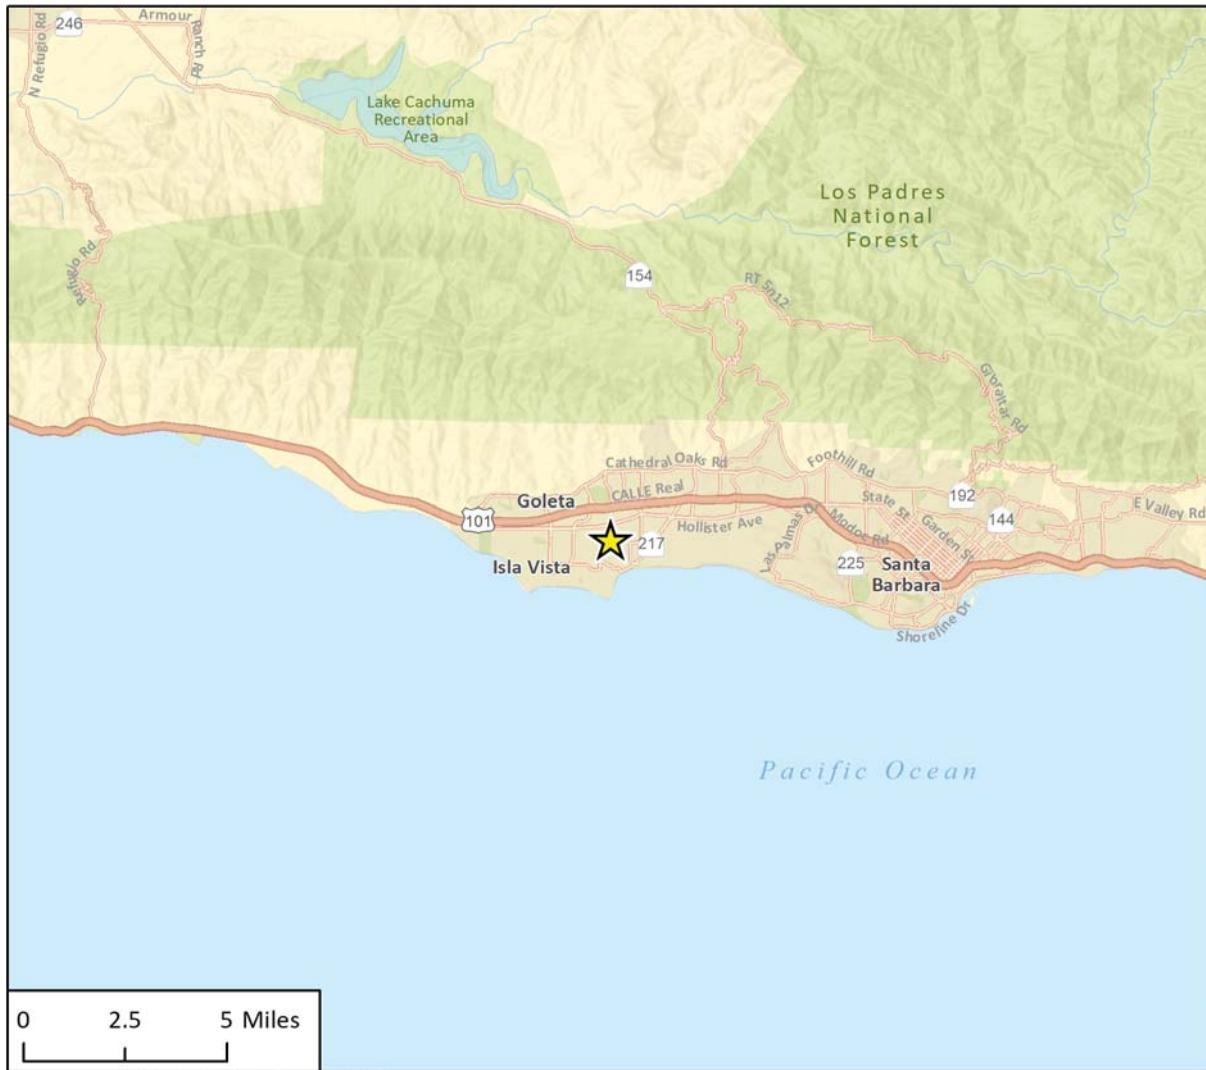 246
Armour
Ranch Rd
N Refugio Rd
Lake Cachuma
Recreational
Area
Los Padres
National
Forest
Refugio Rd
154
RT 5n12
Gibraltar Rd
Cathedral Oaks Rd
Foothill Rd
Goleta
CALLE Real
192
E Valley Rd
101
State St
Garden St
144
Hollister Ave
Las Palmas Dr
Modoc Rd
217
Isla Vista
225
Santa
Barbara
Shoreline Dr
Pacific Ocean
0 2.5 5 Miles